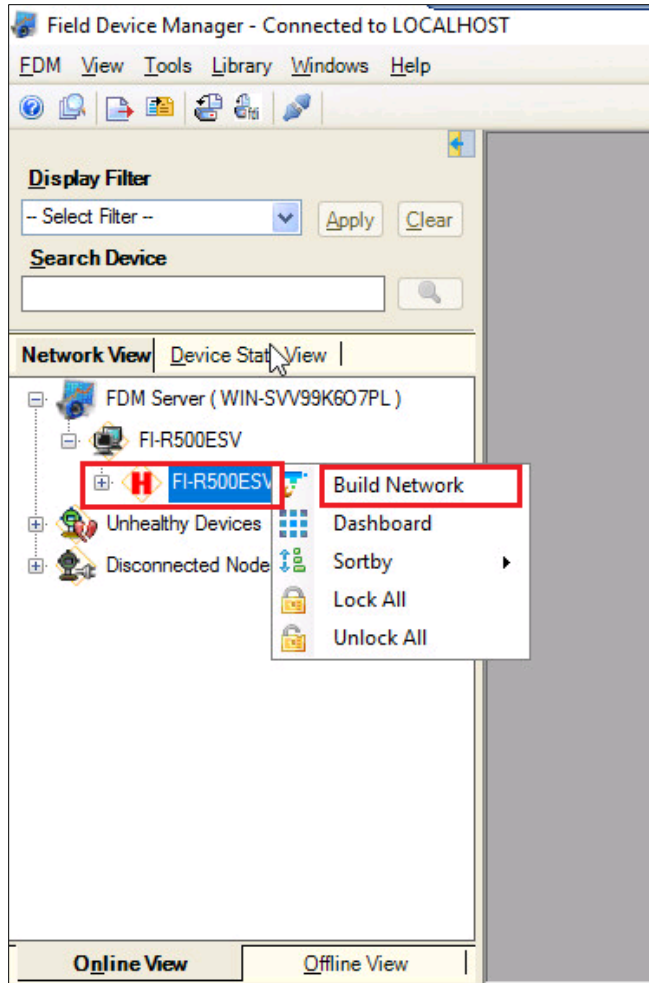 Field Device Manager - Connected to LOCALHOST
FDM View Tools Library Windows Help
Display Filter
-- Select Filter -- Apply Clear
Search Device
Network View Device Stat View
FDM Server ( WIN-SVV99K6O7PL )
FI-R500ESV
FI-R500ESV Build Network
Unhealthy Devices Dashboard
Disconnected Node Sortby
Lock All
Unlock All
Online View Offline View